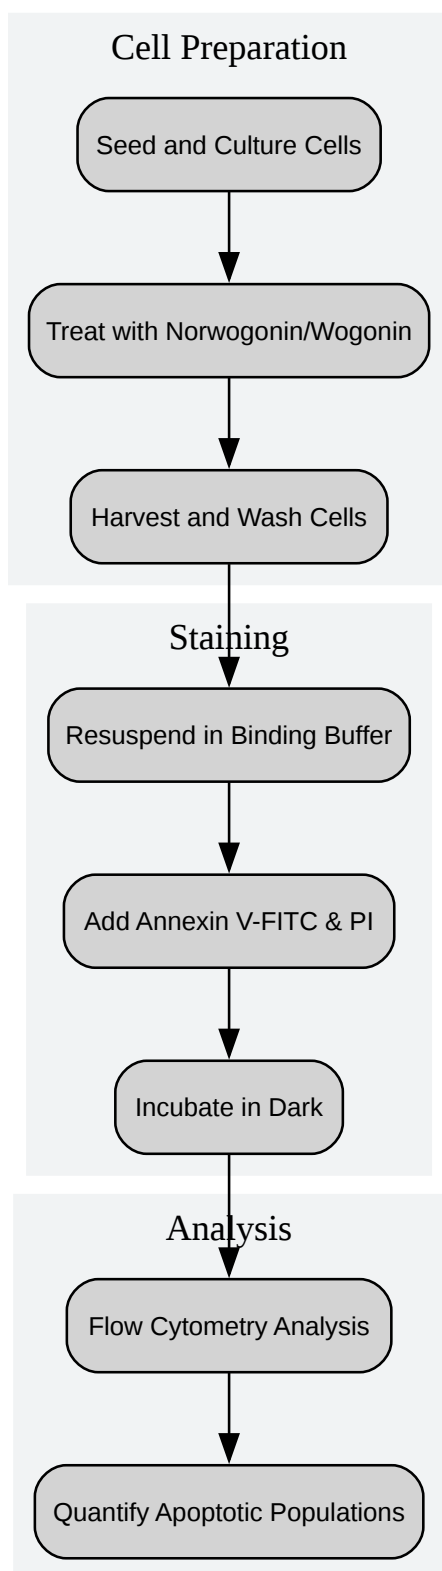 Cell Preparation
Seed and Culture Cells
Treat with Norwogonin/Wogonin
Harvest and Wash Cells
Staining
Resuspend in Binding Buffer
Add Annexin V-FITC & PI
Incubate in Dark
Analysis
Flow Cytometry Analysis
Quantify Apoptotic Populations